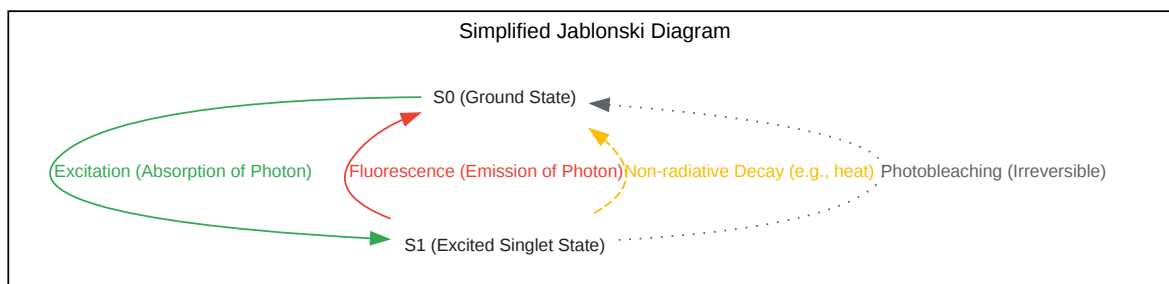 Simplified Jablonski Diagram
S0 (Ground State)
Excitation (Absorption of Photon)
Fluorescence (Emission of Photon)
Non-radiative Decay (e.g., heat)
Photobleaching (Irreversible)
S1 (Excited Singlet State)